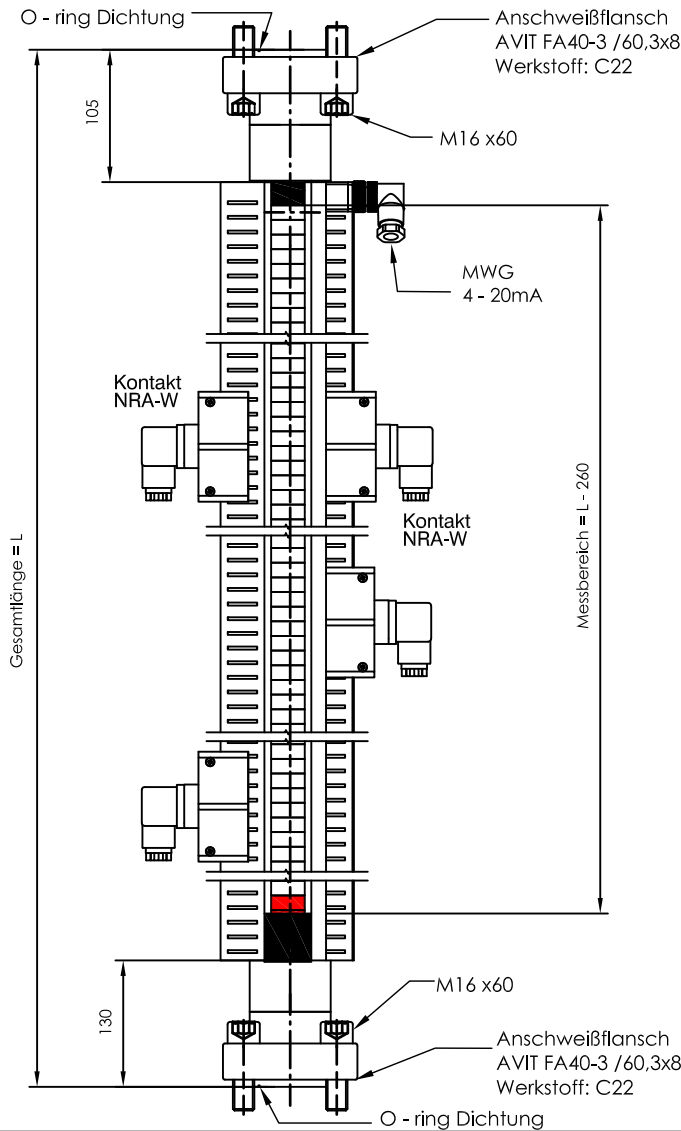 O - ring Dichtung
Anschweißflansch
AVIT FA40-3 /60,3x8
Werkstoff: C22
105
M16 x60
MWG
4 - 20mA
Kontakt
NRA-W
Kontakt
NRA-W
Gesamtlänge = L
Messbereich = L - 260
130
M16 x60
Anschweißflansch
AVIT FA40-3 /60,3x8
Werkstoff: C22
O - ring Dichtung